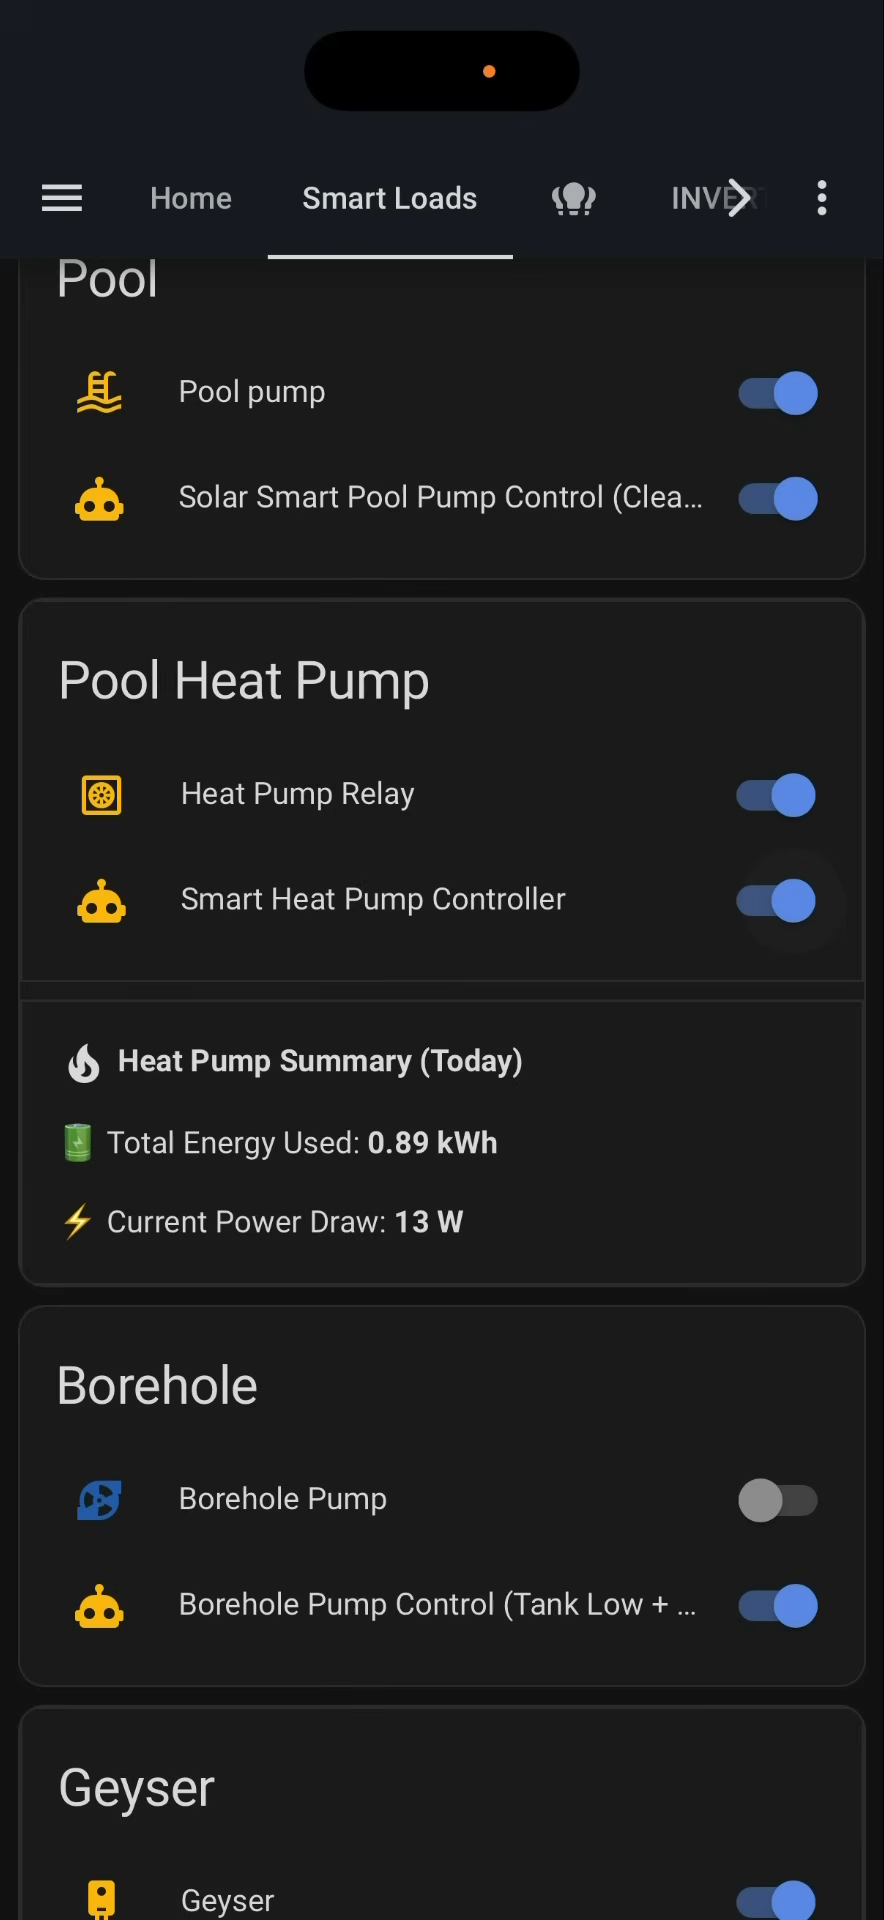 Home
Smart Loads
INVER
Pool
Pool pump
Solar Smart Pool Pump Control (Clea...
Pool Heat Pump
Heat Pump Relay
Smart Heat Pump Controller
Heat Pump Summary (Today)
Total Energy Used: 0.89 kWh
Current Power Draw: 13 W
Borehole
Borehole Pump
Borehole Pump Control (Tank Low + ...
Geyser
Geyser